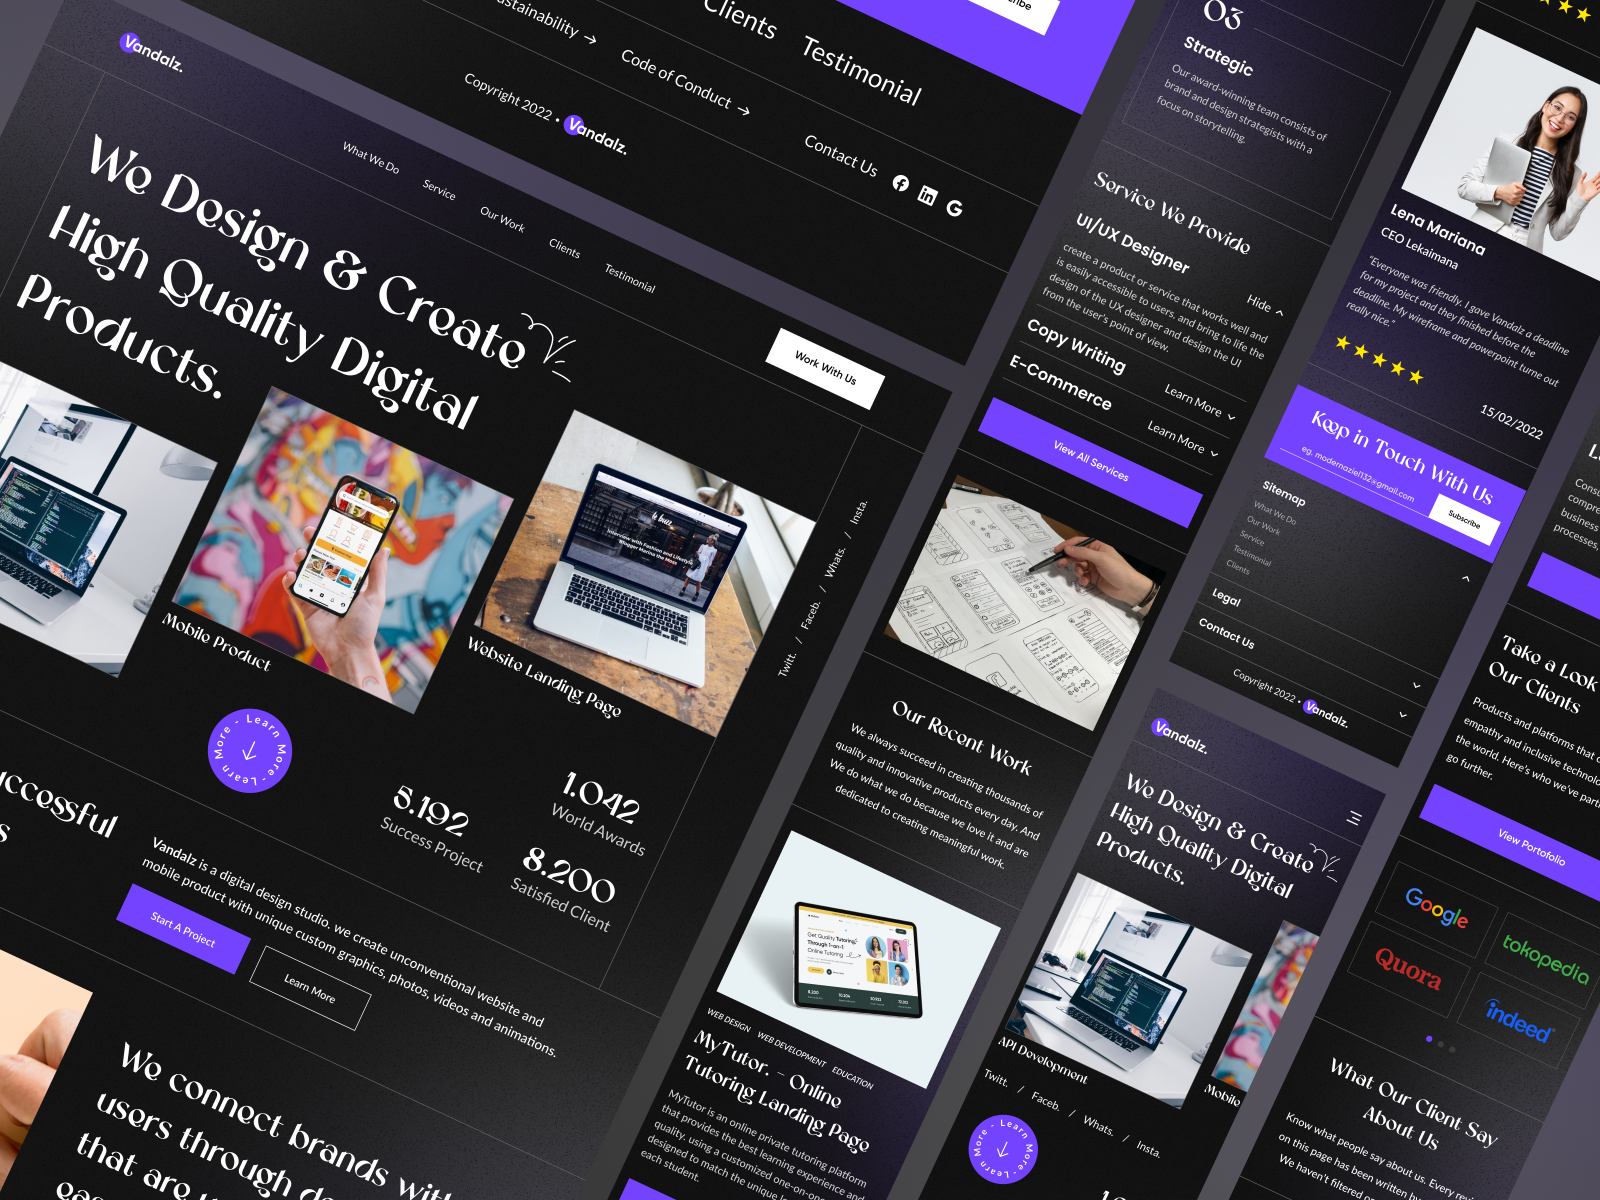 Clients
Testimonial
Code of Conduct →
Contact Us
Copyright 2022 • Vandalz.
Vandalz.
What We Do
Service
Our Work
Clients
Testimonial
Work With Us
We Design & Create
High Quality Digital
Products.
Mobile Product
Website Landing Page
Twitt. / Faceb. / Whats. / Insta.
Learn More - Learn More -
5.192
Success Project
1.042
World Awards
8.200
Satisfied Client
Vandalz is a digital design studio. we create unconventional website and
mobile product with unique custom graphics, photos, videos and animations.
Start A Project
Learn More
We connect brands with
users through
that are
03
Strategic
Our award-winning team consists of
brand and design strategists with a
focus on storytelling.
Service We Provide
UI/UX Designer
Hide
create a product or service that works well and
is easily accessible to users, and bring to life the
design of the UX designer and design the UI
from the user's point of view.
Copy Writing
Learn More
E-Commerce
Learn More
View All Services
Our Recent Work
We always succeed in creating thousands of
quality and innovative products every day. And
We do what we do because we love it and are
dedicated to creating meaningful work.
Get Quality Tutoring
Through 1-on-1
Online Tutoring
WEB DESIGN WEB DEVELOPMENT EDUCATION
MyTutor. - Online
Tutoring Landing Page
MyTutor is an online private tutoring platform
that provides the best learning experience and
quality. using a customized one-on-one
designed to match the unique
each student.
Lena Mariana
CEO Lekaimana
"Everyone was friendly. I gave Vandalz a deadline
for my project and they finished before the
deadline. My wireframe and powerpoint turne out
really nice."
15/02/2022
Keep in Touch With Us
eg. modernaziel132@gmail.com
Subscribe
Sitemap
What We Do
Our Work
Service
Testimonial
Clients
Legal
Contact Us
Copyright 2022 • Vandalz.
Vandalz.
We Design & Create
High Quality Digital
Products.
API Development
Mobile
Twitt. / Faceb. / Whats. / Insta.
Learn More - Learn More -
Take a Look
Our Clients
Products and platforms that
empathy and inclusive
the world. Here's who we've
go further.
View Portofolio
Google
tokopedia
Quora
indeed
What Our Client Say
About Us
Know what people say about us. Every
on this page has been written by
We haven't filtered